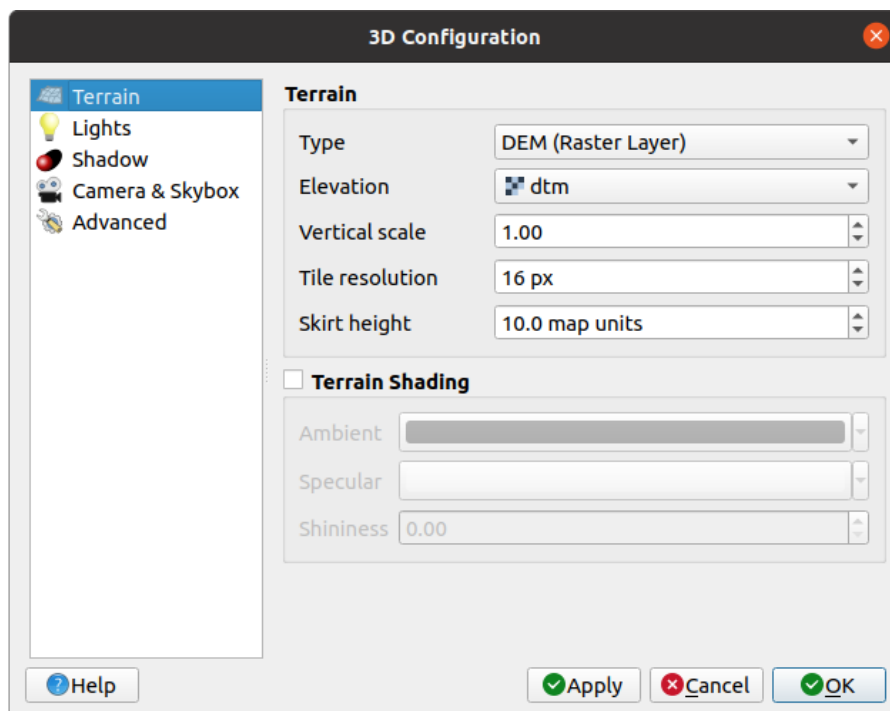 3D Configuration
Terrain
Lights
Shadow
Camera & Skybox
Advanced
Terrain
Type DEM (Raster Layer)
Elevation dtm
Vertical scale 1.00
Tile resolution 16 px
Skirt height 10.0 map units
Terrain Shading
Ambient
Specular
Shininess 0.00
Help Apply Cancel OK